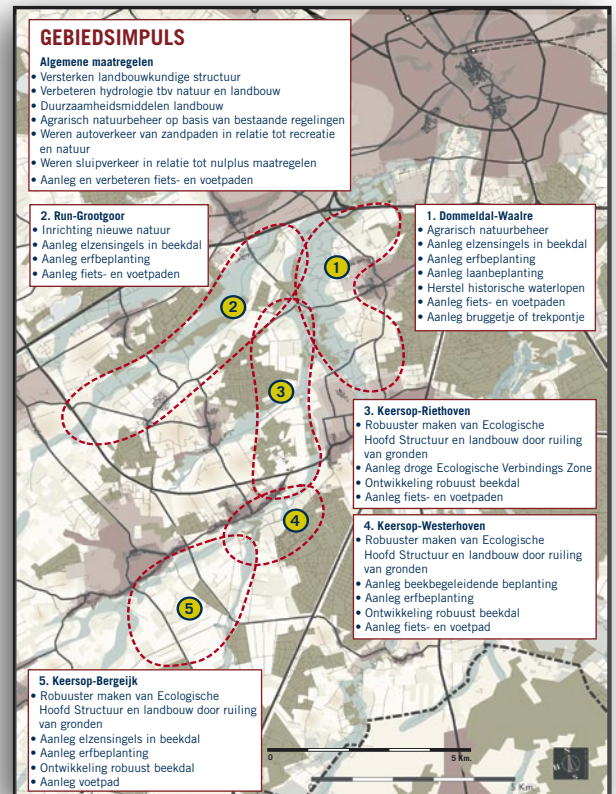 GEBIEDSIMPULS
Algemene maatregelen
• Versterken landbouwkundige structuur
• Verbeteren hydrologie tbv natuur en landbouw
• Duurzaamheidsmiddelen landbouw
• Agrarisch natuurbeheer op basis van bestaande regelingen
• Weren autoverkeer van zandpaden in relatie tot recreatie
en natuur
• Weren sluipverkeer in relatie tot nulplus maatregelen
• Aanleg en verbeteren fiets- en voetpaden
2. Run-Grootgoor
• Inrichting nieuwe natuur
• Aanleg elzensingels in beekdal
• Aanleg erfbeplanting
• Aanleg fiets- en voetpaden
1. Dommeldal-Waalre
• Agrarisch natuurbeheer
• Aanleg elzensingels in beekdal
• Aanleg erfbeplanting
• Aanleg laanbeplanting
• Herstel historische waterlopen
• Aanleg fiets- en voetpaden
• Aanleg bruggetje of trekpontje
1
2
3
3. Keersop-Riethoven
• Robuuster maken van Ecologische
Hoofd Structuur en landbouw door ruiling
van gronden
• Aanleg droge Ecologische Verbindings Zone
• Ontwikkeling robuust beekdal
• Aanleg fiets- en voetpaden
4
4. Keersop-Westerhoven
• Robuuster maken van Ecologische
Hoofd Structuur en landbouw door ruiling
van gronden
• Aanleg beekbegeleidende beplanting
• Aanleg erfbeplanting
• Ontwikkeling robuust beekdal
• Aanleg fiets- en voetpad
5
5. Keersop-Bergeijk
• Robuuster maken van Ecologische
Hoofd Structuur en landbouw door ruiling
van gronden
• Aanleg elzensingels in beekdal
• Aanleg erfbeplanting
• Ontwikkeling robuust beekdal
• Aanleg voetpad
0 5 Km.
0 5 Km.